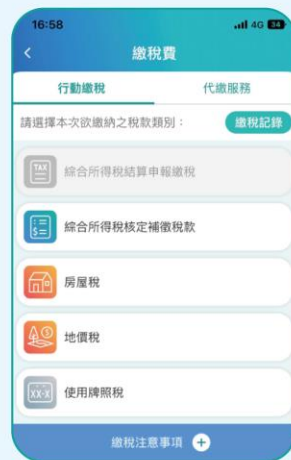 16:58
4G 34
繳稅費
行動繳稅
代繳服務
請選擇本次欲繳納之稅款類別：
繳稅記錄
TAX
綜合所得稅結算申報繳稅
綜合所得稅核定補徵稅款
房屋稅
地價稅
XX-X
使用牌照稅
繳稅注意事項